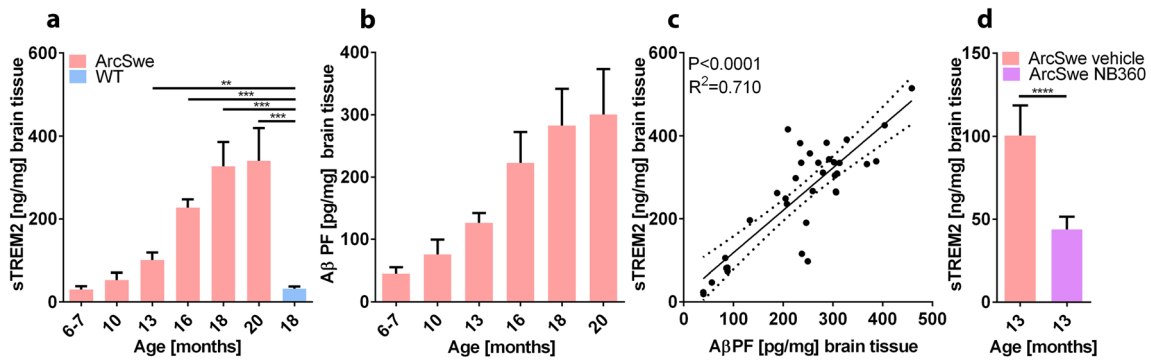 a
sTREM2 [ng/mg] brain tissue
600
400
200
0
ArcSwe
WT
**
***
***
***
6-7
10
13
16
18
20
18
Age [months]
b
Aβ PF [pg/mg] brain tissue
400
300
200
100
0
6-7
10
13
16
18
20
Age [months]
c
sTREM2 [ng/mg] brain tissue
600
400
200
0
P<0.0001
R²=0.710
0
100
200
300
400
500
AβPF [pg/mg] brain tissue
d
sTREM2 [ng/mg] brain tissue
150
100
50
0
ArcSwe vehicle
ArcSwe NB360
****
13
13
Age [months]